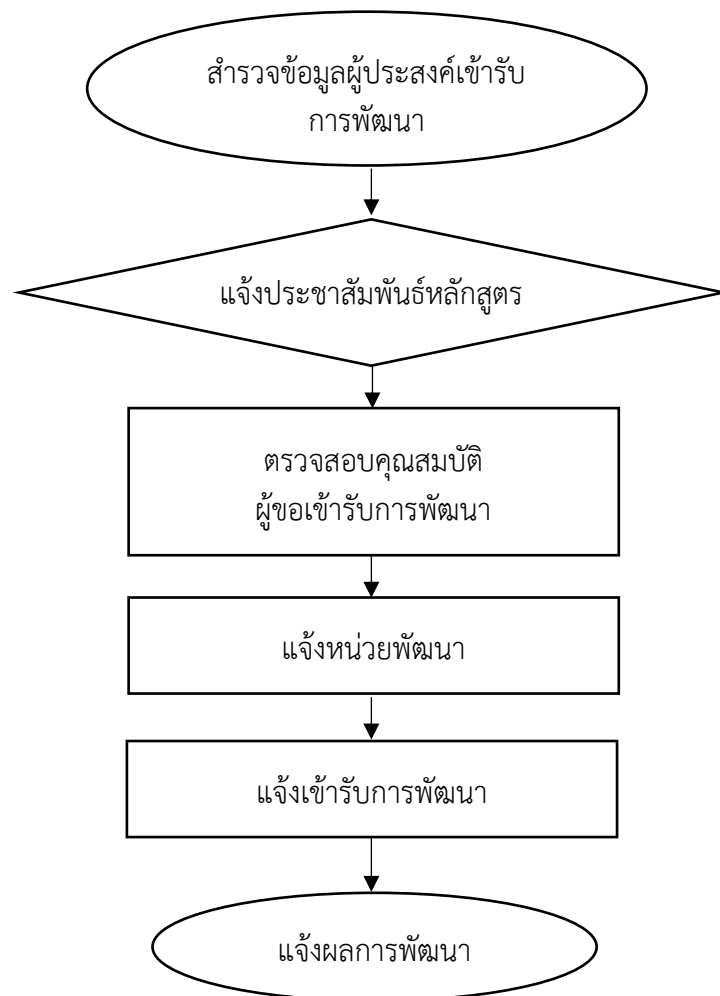 สำรวจข้อมูลผู้ประสงค์เข้ารับ
การพัฒนา
แจ้งประชาสัมพันธ์หลักสูตร
ตรวจสอบคุณสมบัติ
ผู้ขอเข้ารับการพัฒนา
แจ้งหน่วยพัฒนา
แจ้งเข้ารับการพัฒนา
แจ้งผลการพัฒนา